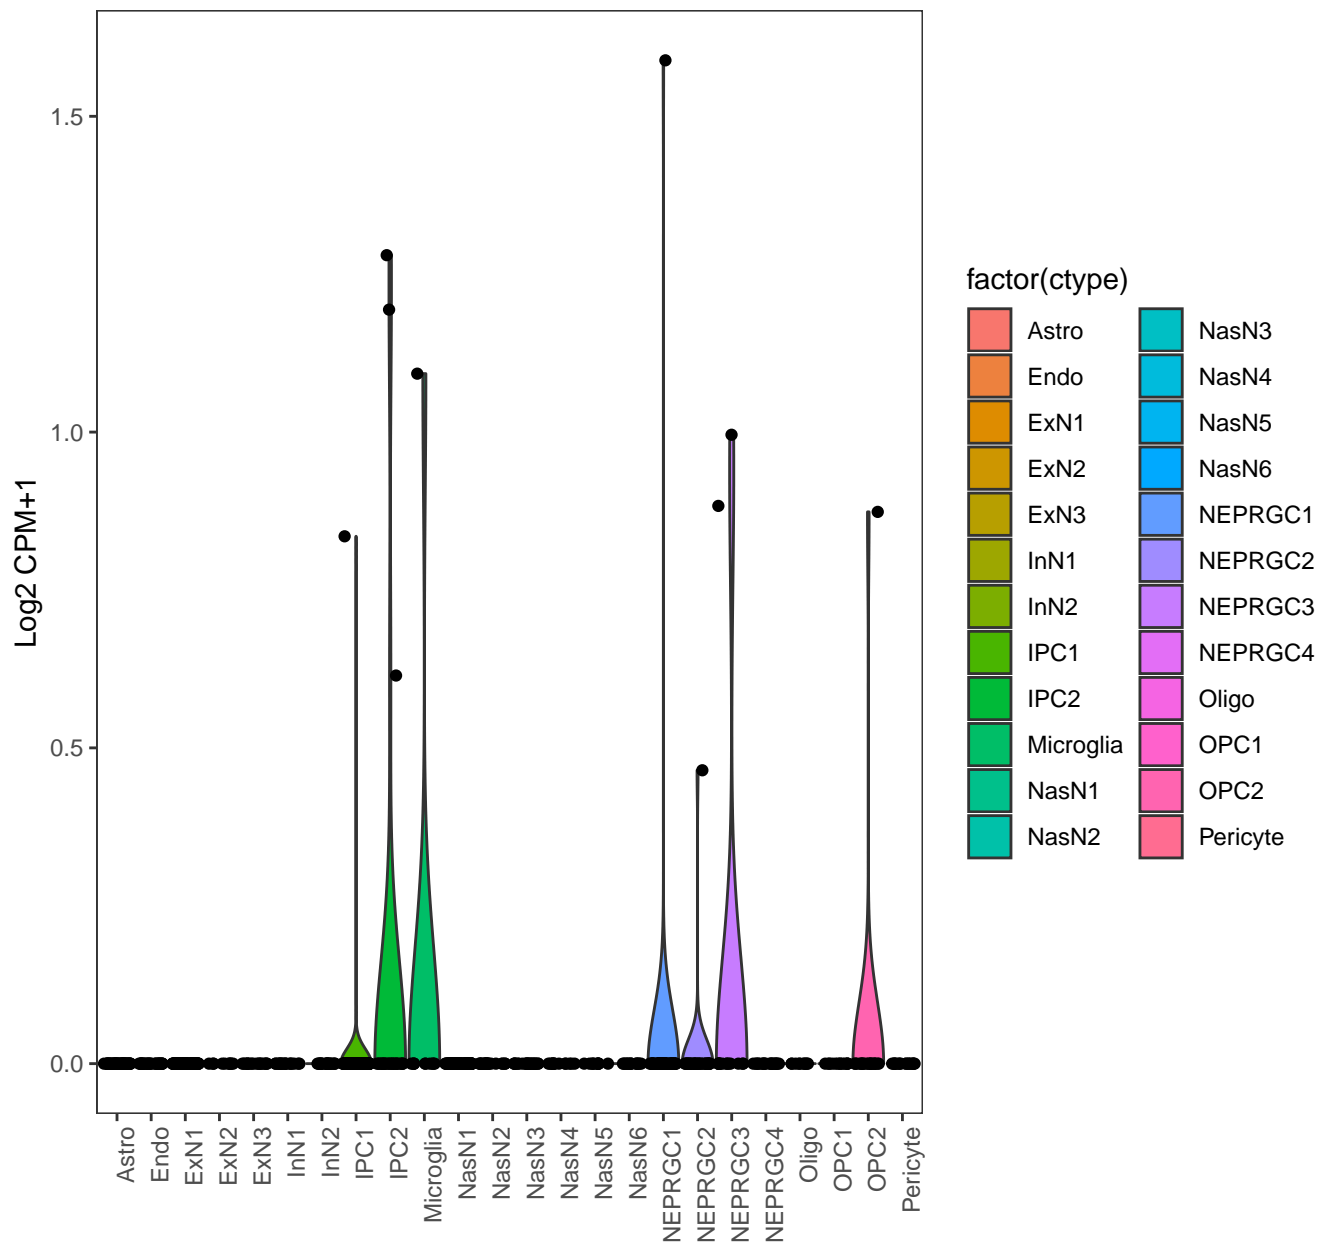 1.5
1.0
0.5
0.0
Log2 CPM+1
Astro
Endo
ExN1
ExN2
ExN3
InN1
InN2
IPC1
IPC2
Microglia
NasN1
NasN2
NasN3
NasN4
NasN5
NasN6
NEPRGC1
NEPRGC2
NEPRGC3
NEPRGC4
Oligo
OPC1
OPC2
Pericyte
factor(ctype)
Astro
Endo
ExN1
ExN2
ExN3
InN1
InN2
IPC1
IPC2
Microglia
NasN1
NasN2
NasN3
NasN4
NasN5
NasN6
NEPRGC1
NEPRGC2
NEPRGC3
NEPRGC4
Oligo
OPC1
OPC2
Pericyte